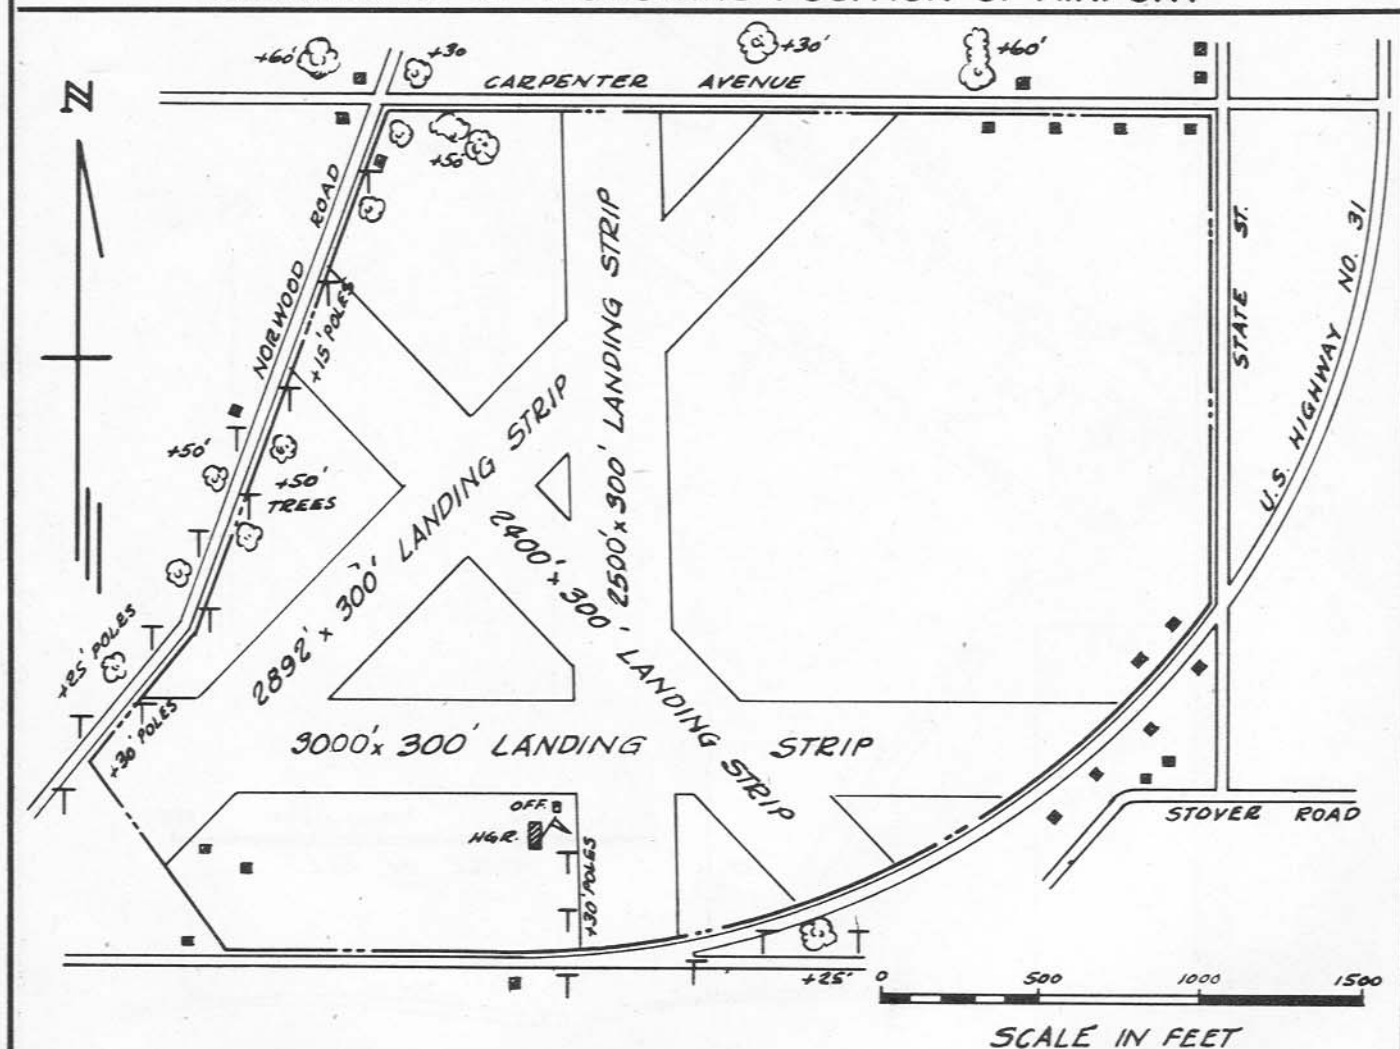 +60'
+30
+30'
+60'
CARPENTER AVENUE
N
+50'
NORWOOD ROAD
+15' POLES
2500' x 300' LANDING STRIP
STATE ST.
U.S. HIGHWAY NO. 31
+50'
+50'
TREES
2892' x 300' LANDING STRIP
2400' x 300' LANDING STRIP
+25' POLES
+30' POLES
3000' x 300' LANDING STRIP
OFF.
HGR.
+30' POLES
STOVER ROAD
+25'
0 500 1000 1500
SCALE IN FEET